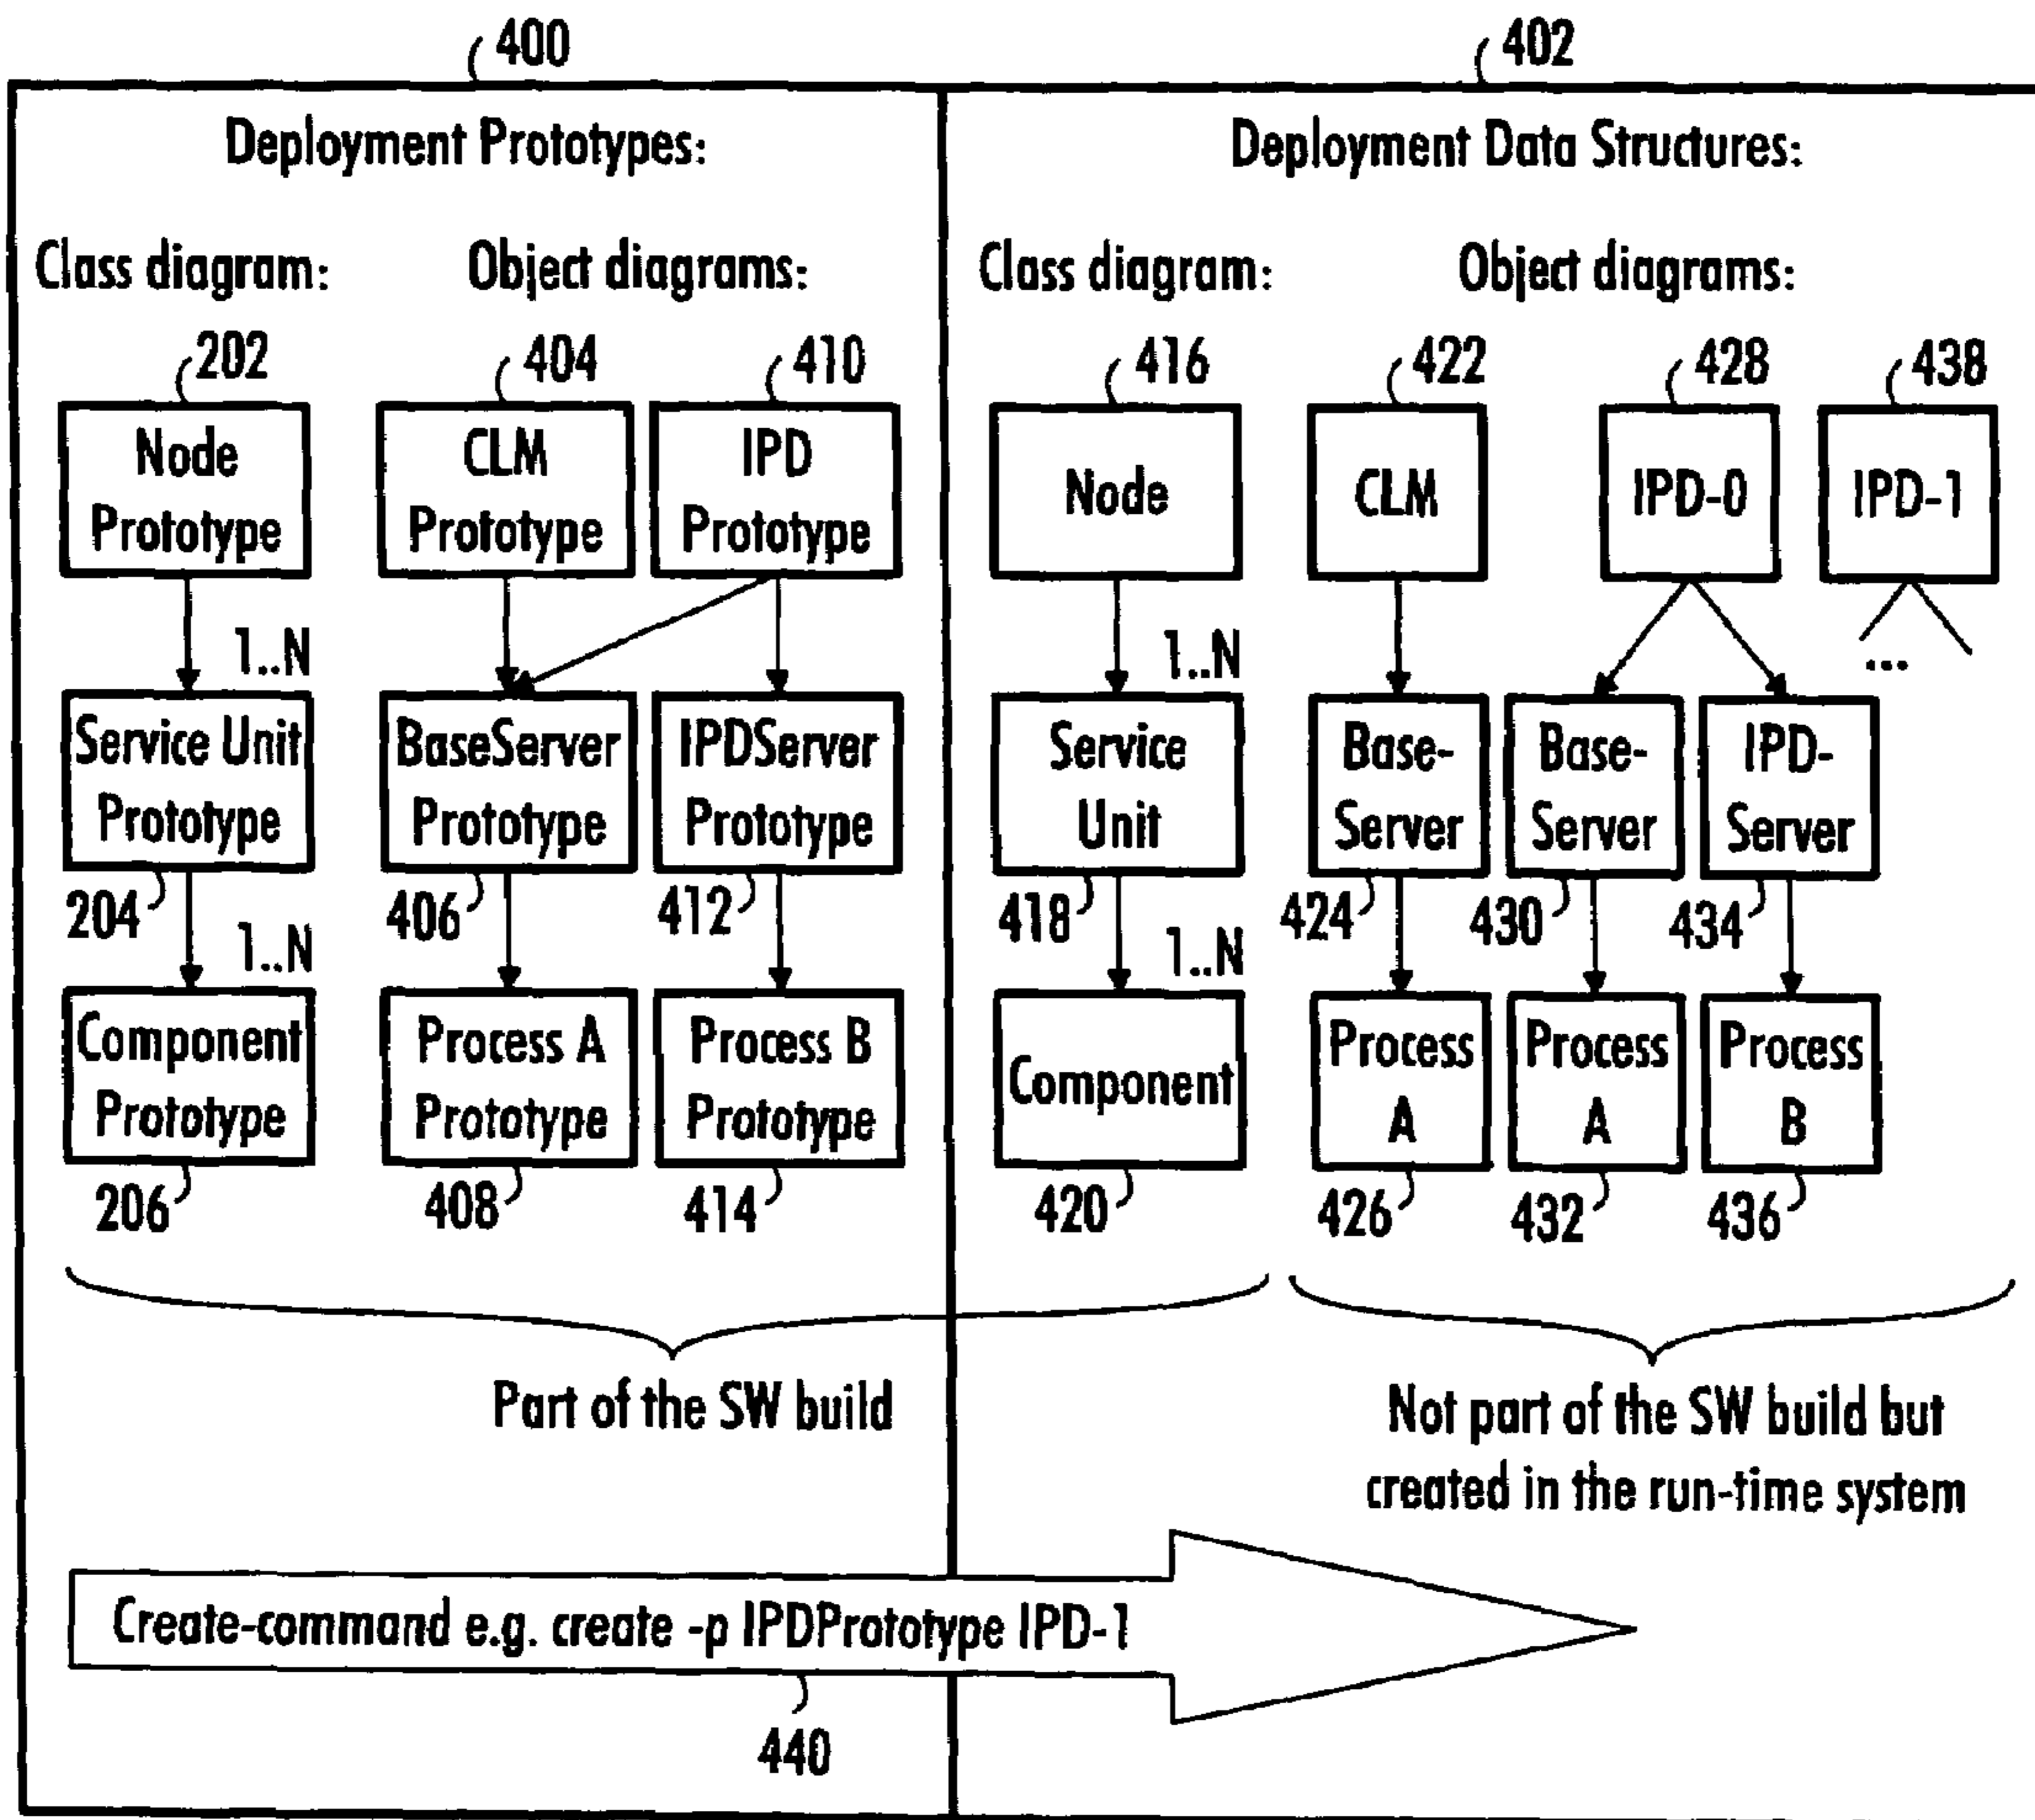 400
402
Deployment Prototypes:
Deployment Data Structures:
Class diagram:
Object diagrams:
Class diagram:
Object diagrams:
202
404
410
416
422
428
438
Node
Prototype
CLM
Prototype
IPD
Prototype
Node
CLM
IPD-0
IPD-1
1..N
1..N
...
Service Unit
Prototype
BaseServer
Prototype
IPDServer
Prototype
Service
Unit
Base-
Server
Base-
Server
IPD-
Server
204
406
412
418
424
430
434
1..N
1..N
Component
Prototype
Process A
Prototype
Process B
Prototype
Component
Process
A
Process
A
Process
B
206
408
414
420
426
432
436
Part of the SW build
Not part of the SW build but
created in the run-time system
Create-command e.g. create -p IPDPrototype IPD-1
440